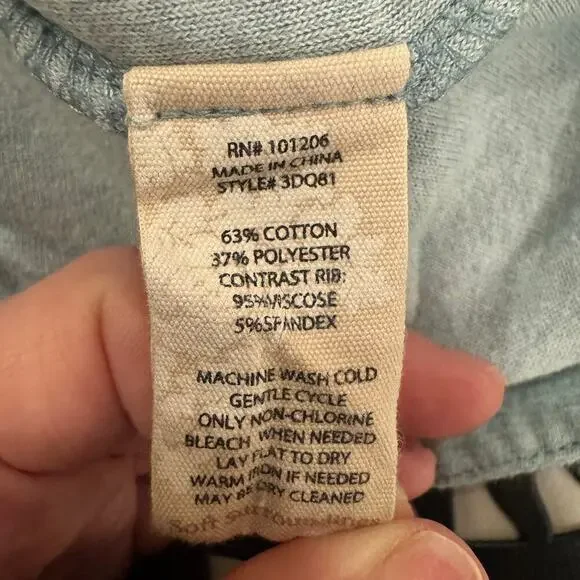 RN# 101206
MADE IN CHINA
STYLE# 3DQ81
63% COTTON
37% POLYESTER
CONTRAST RIB:
95%VISCOSE
5%SPANDEX
MACHINE WASH COLD
GENTLE CYCLE
ONLY NON-CHLORINE
BLEACH WHEN NEEDED
LAY FLAT TO DRY
WARM IRON IF NEEDED
MAY BE DRY CLEANED
Soft Surroundings